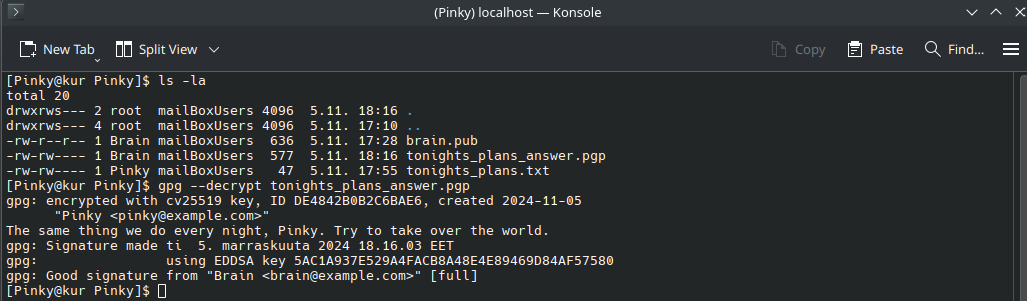 (Pinky) localhost — Konsole
New Tab Split View Copy Paste Find...
[Pinky@kur Pinky]$ ls -la
total 20
drwxrws--- 2 root  mailBoxUsers 4096  5.11. 18:16 .
drwxrws--- 4 root  mailBoxUsers 4096  5.11. 17:10 ..
-rw-r--r-- 1 Brain mailBoxUsers  636  5.11. 17:28 brain.pub
-rw-rw---- 1 Brain mailBoxUsers  577  5.11. 18:16 tonights_plans_answer.pgp
-rw-rw---- 1 Pinky mailBoxUsers   47  5.11. 17:55 tonights_plans.txt
[Pinky@kur Pinky]$ gpg --decrypt tonights_plans_answer.pgp
gpg: encrypted with cv25519 key, ID DE4842B0B2C6BAE6, created 2024-11-05
      "Pinky <pinky@example.com>"
The same thing we do every night, Pinky. Try to take over the world.
gpg: Signature made ti  5. marraskuuta 2024 18.16.03 EET
gpg:                using EDDSA key 5AC1A937E529A4FACB8A48E4E89469D84AF57580
gpg: Good signature from "Brain <brain@example.com>" [full]
[Pinky@kur Pinky]$